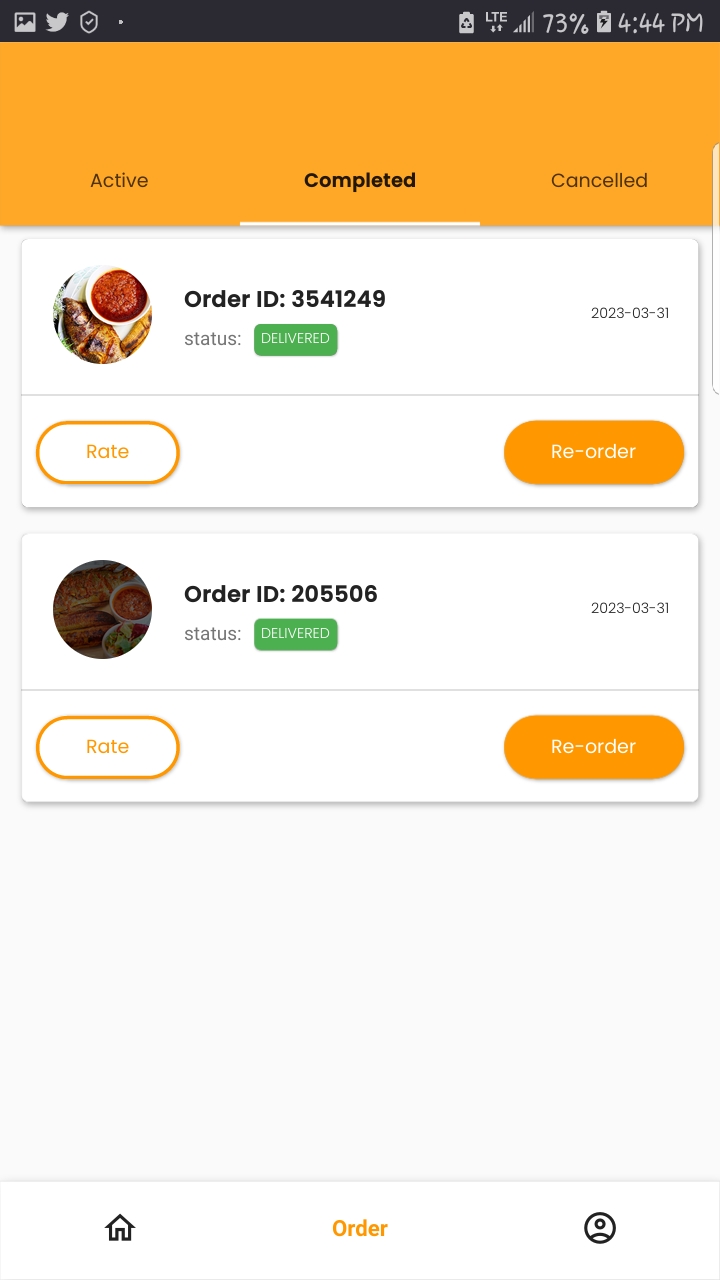 LTE 73% 4:44 PM
Active Completed Cancelled
Order ID: 3541249
2023-03-31
status: DELIVERED
Rate Re-order
Order ID: 205506
2023-03-31
status: DELIVERED
Rate Re-order
Order